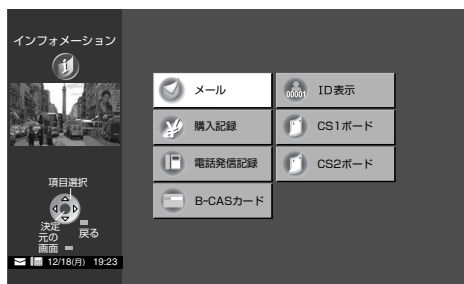 インフォメーション
メール
ID表示
00001
購入記録
CS1ボード
電話発信記録
CS2ボード
B-CASカード
項目選択
決定
戻る
元の
画面
12/18(月) 19:23